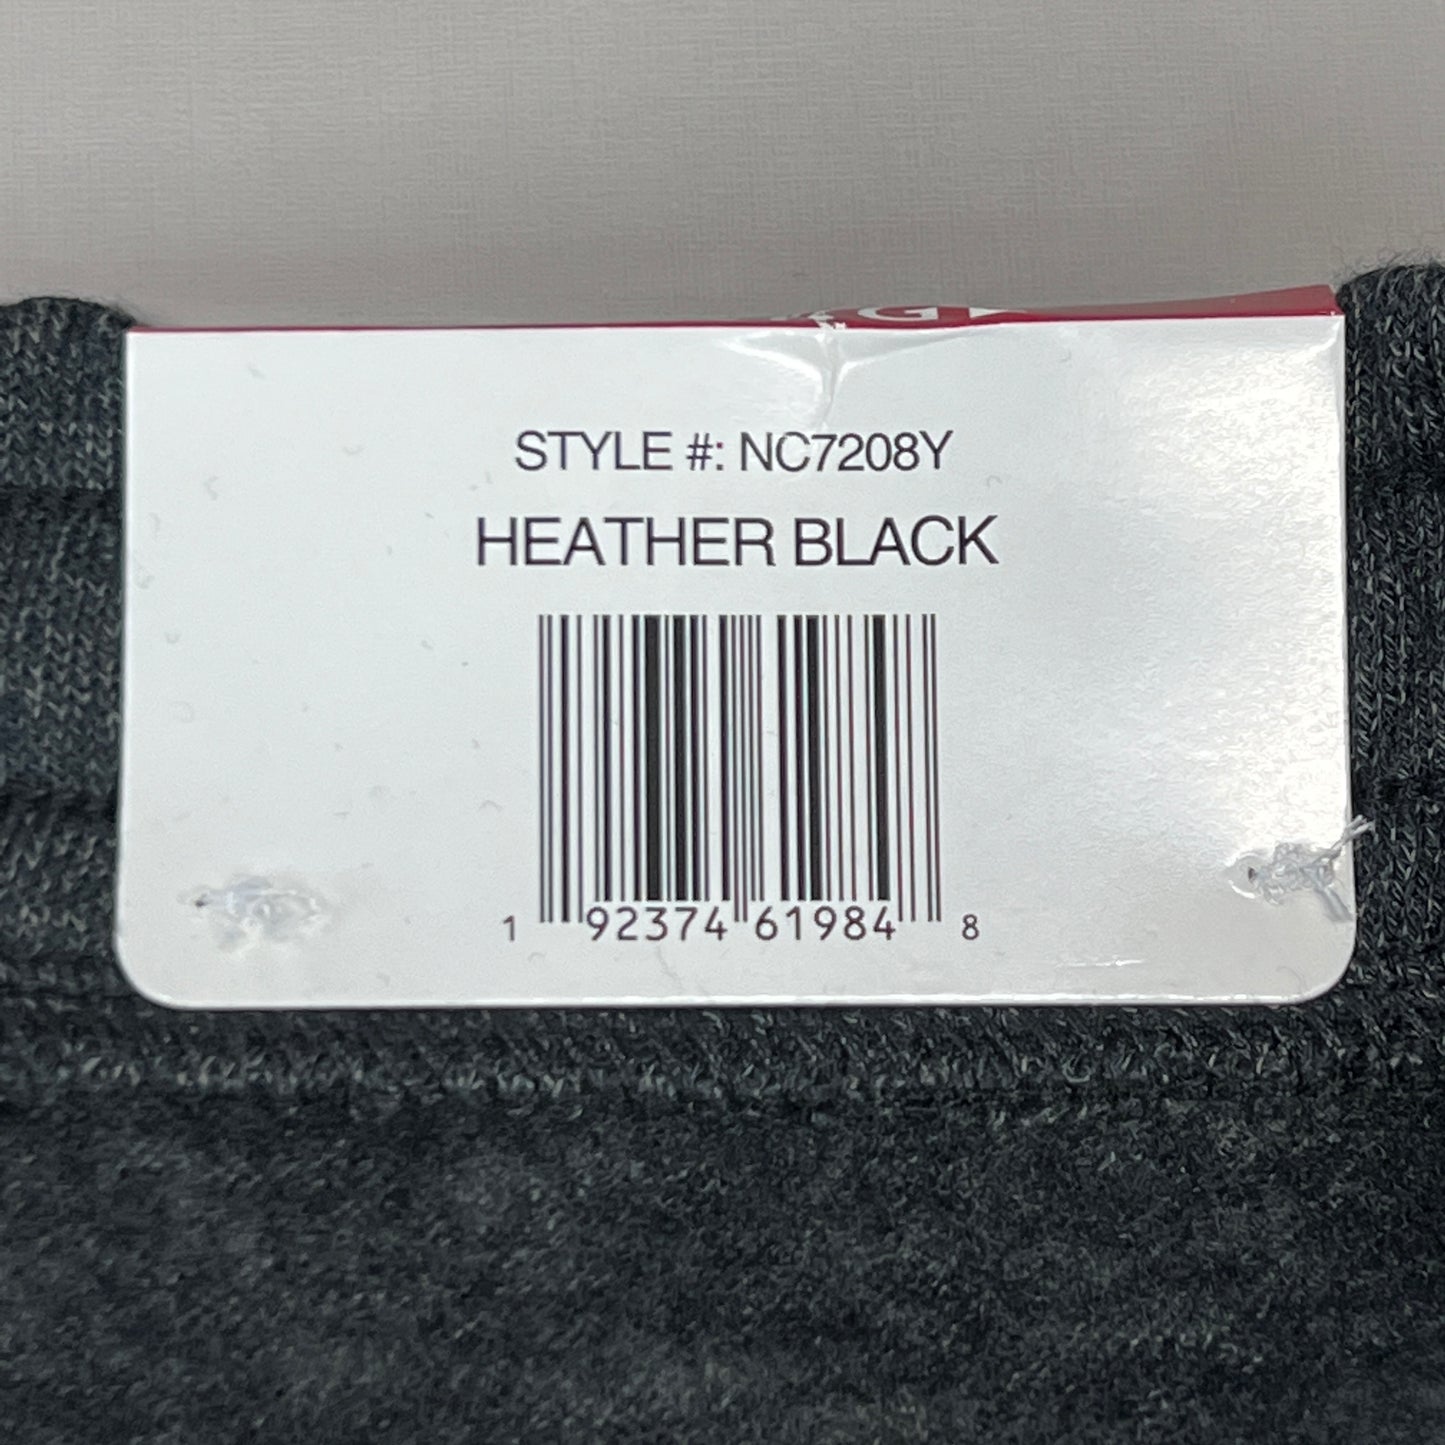 STYLE #: NC7208Y
HEATHER BLACK
1 92374 61984 8